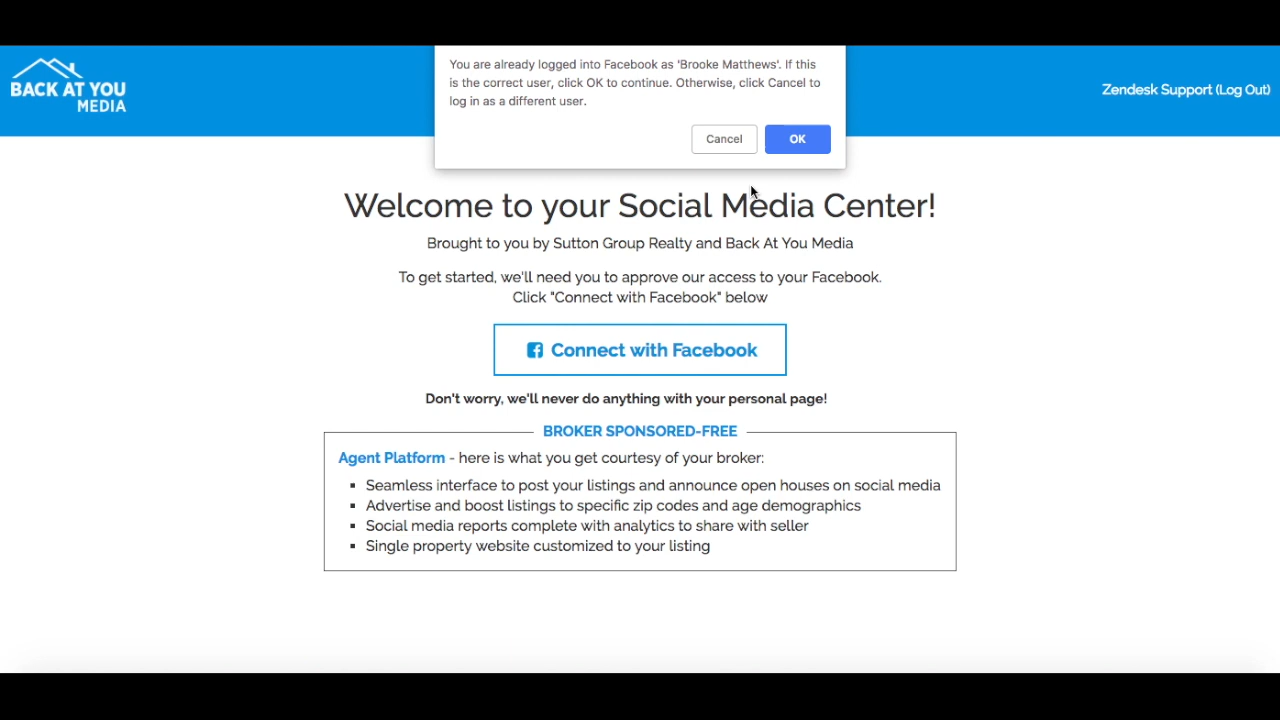 BACK AT YOU
MEDIA
You are already logged into Facebook as 'Brooke Matthews'. If this
is the correct user, click OK to continue. Otherwise, click Cancel to
log in as a different user.
Cancel
OK
Zendesk Support (Log Out)
Welcome to your Social Media Center!
Brought to you by Sutton Group Realty and Back At You Media
To get started, we'll need you to approve our access to your Facebook.
Click "Connect with Facebook" below
Connect with Facebook
Don't worry, we'll never do anything with your personal page!
BROKER SPONSORED-FREE
Agent Platform - here is what you get courtesy of your broker:
▪ Seamless interface to post your listings and announce open houses on social media
▪ Advertise and boost listings to specific zip codes and age demographics
▪ Social media reports complete with analytics to share with seller
▪ Single property website customized to your listing